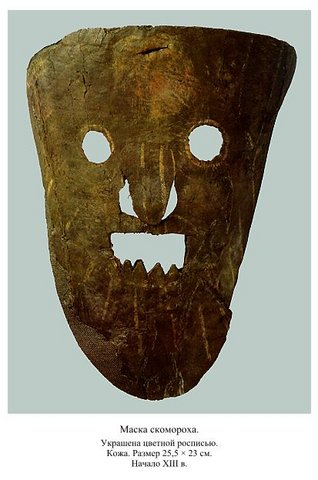 Маска скомороха.
Украшена цветной росписью.
Кожа. Размер 25,5 × 23 см.
Начало XIII в.